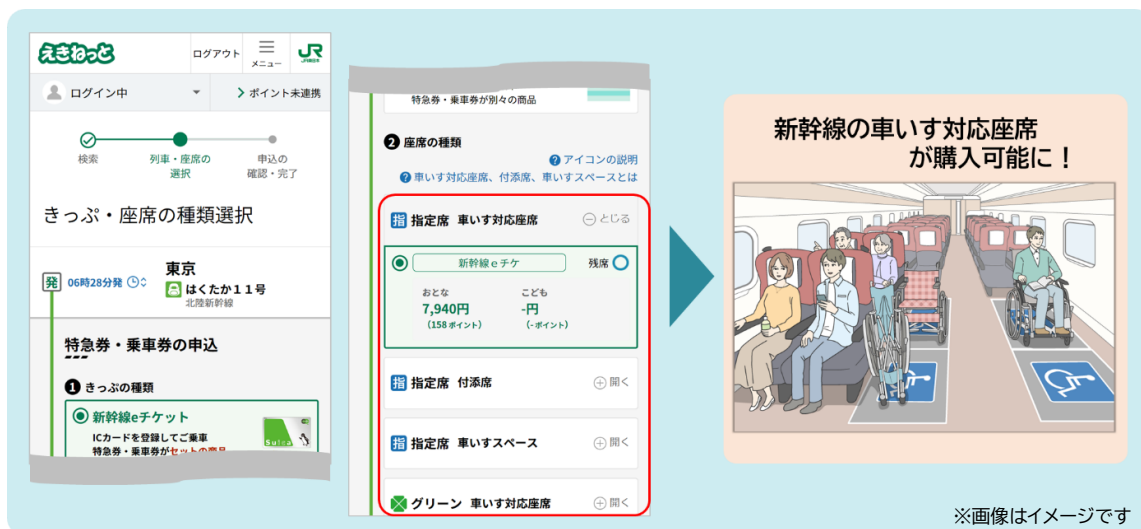 えきねっと
ログアウト
メニュー
JR
JR東日本
ログイン中
ポイント未連携
検索
列車・座席の
選択
申込の
確認・完了
きっぷ・座席の種類選択
発 06時28分発
東京
はくたか11号
北陸新幹線
特急券・乗車券の申込
1 きっぷの種類
新幹線eチケット
ICカードを登録してご乗車
特急券・乗車券がセットの商品
Suica
特急券・乗車券が別々の商品
2 座席の種類
? アイコンの説明
? 車いす対応座席、付添席、車いすスペースとは
指 指定席 車いす対応座席 とじる
新幹線eチケ 残席
おとな こども
7,940円 -円
(158ポイント) (-ポイント)
指 指定席 付添席 開く
指 指定席 車いすスペース 開く
グリーン 車いす対応座席 開く
新幹線の車いす対応座席
が購入可能に！
※画像はイメージです